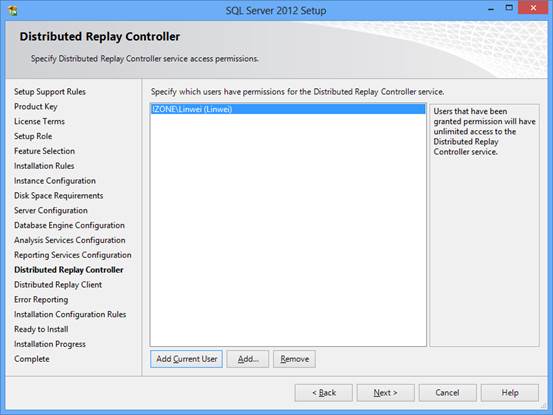 SQL Server 2012 Setup
Distributed Replay Controller
Specify Distributed Replay Controller service access permissions.
Setup Support Rules
Product Key
License Terms
Setup Role
Feature Selection
Installation Rules
Instance Configuration
Disk Space Requirements
Server Configuration
Database Engine Configuration
Analysis Services Configuration
Reporting Services Configuration
Distributed Replay Controller
Distributed Replay Client
Error Reporting
Installation Configuration Rules
Ready to Install
Installation Progress
Complete
Specify which users have permissions for the Distributed Replay Controller service.
IZONE\Linwei (Linwei)
Users that have been
granted permission will have
unlimited access to the
Distributed Replay
Controller service.
Add Current User
Add...
Remove
< Back
Next >
Cancel
Help